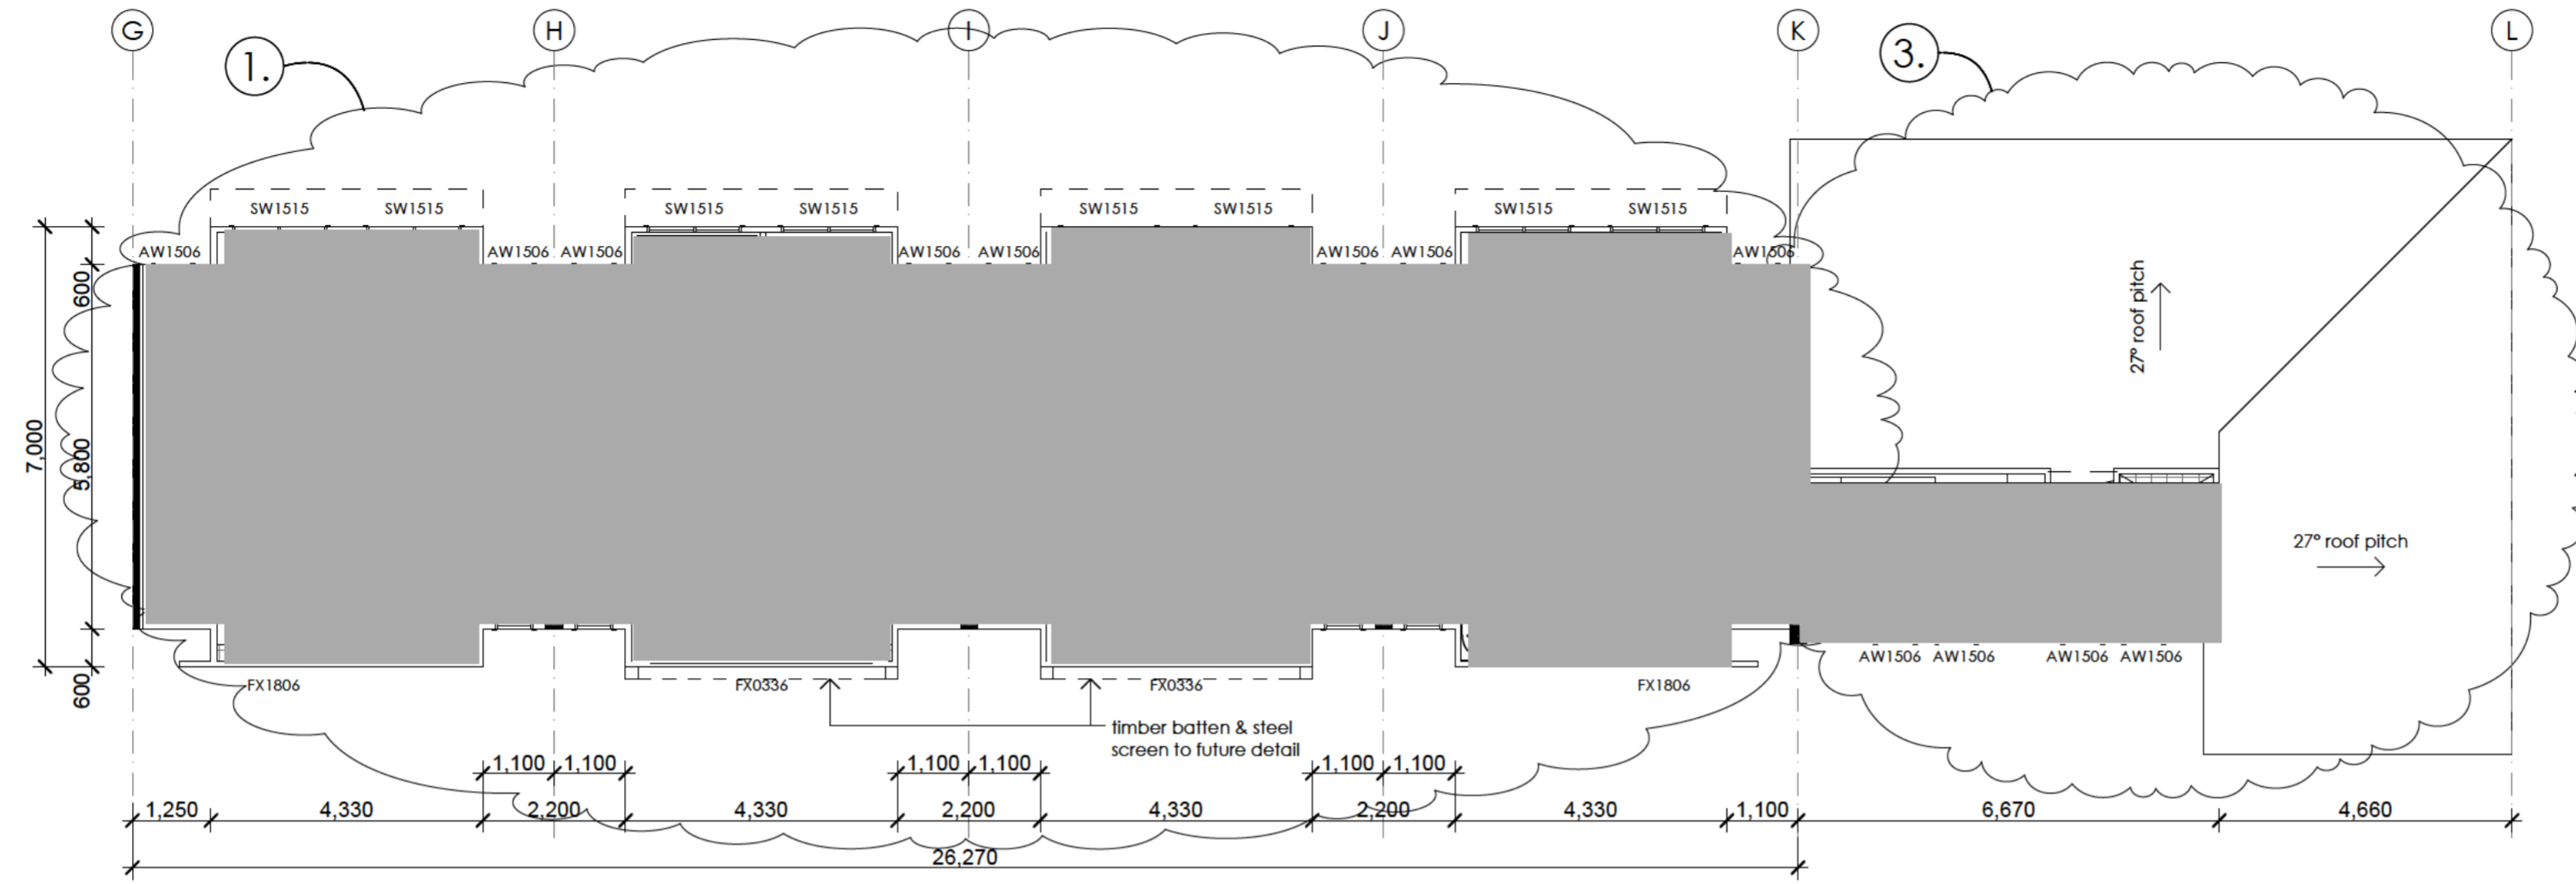 G
H
I
J
K
L
1.
3.
SW1515 SW1515 SW1515 SW1515 SW1515 SW1515 SW1515 SW1515
AW1506 AW1506 AW1506 AW1506 AW1506 AW1506 AW1506 AW1506
600
5,800
7,000
600
27° roof pitch
27° roof pitch
AW1506 AW1506 AW1506 AW1506
FX1806 FX0336 FX0336 FX1806
timber batten & steel
screen to future detail
1,100 1,100 1,100 1,100 1,100 1,100
1,250 4,330 2,200 4,330 2,200 4,330 2,200 4,330 1,100 6,670 4,660
26,270